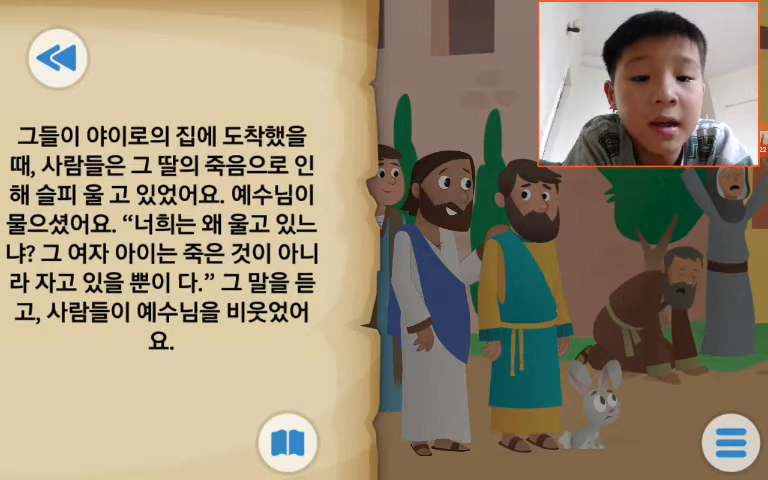 그들이 야이로의 집에 도착했을
때, 사람들은 그 딸의 죽음으로 인
해 슬피 울 고 있었어요. 예수님이
물으셨어요. “너희는 왜 울고 있느
냐? 그 여자 아이는 죽은 것이 아니
라 자고 있을 뿐이 다.” 그 말을 듣
고, 사람들이 예수님을 비웃었어
요.
22